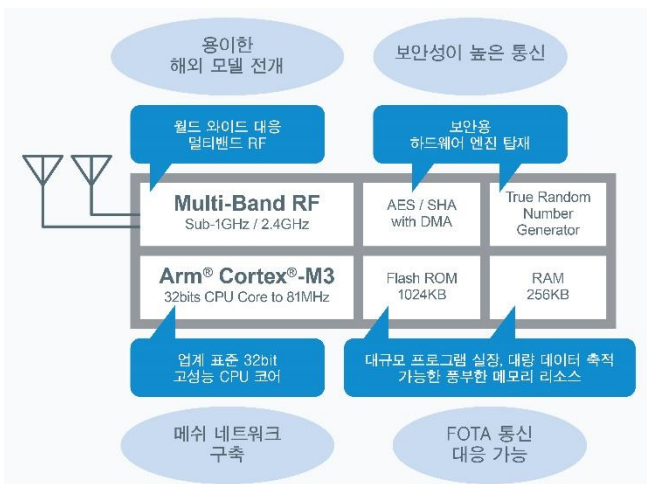 용이한
해외 모델 전개
보안성이 높은 통신
월드 와이드 대응
멀티밴드 RF
보안용
하드웨어 엔진 탑재
Multi-Band RF
Sub-1GHz / 2.4GHz
AES / SHA
with DMA
True Random
Number
Generator
Arm® Cortex®-M3
32bits CPU Core to 81MHz
Flash ROM
1024KB
RAM
256KB
업계 표준 32bit
고성능 CPU 코어
대규모 프로그램 실장, 대량 데이터 축적
가능한 풍부한 메모리 리소스
메쉬 네트워크
구축
FOTA 통신
대응 가능